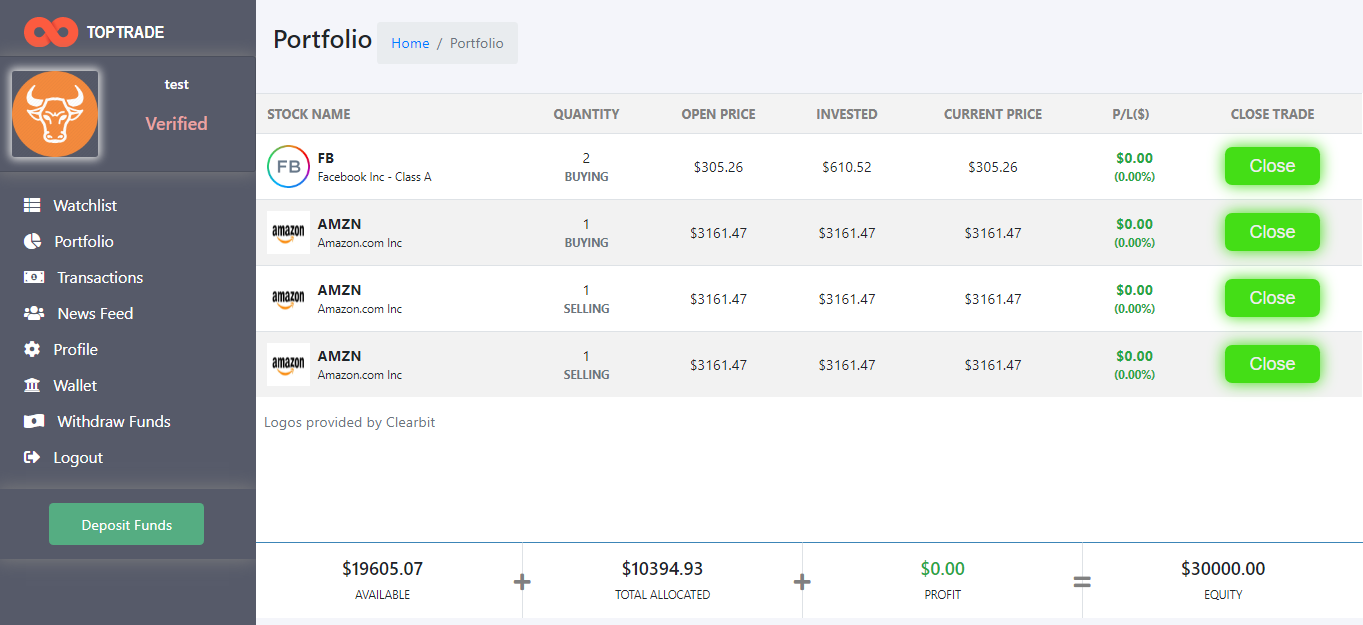 TOPTRADE
test
Verified
Watchlist
Portfolio
Transactions
News Feed
Profile
Wallet
Withdraw Funds
Logout
Deposit Funds
Portfolio Home / Portfolio
STOCK NAME QUANTITY OPEN PRICE INVESTED CURRENT PRICE P/L($) CLOSE TRADE
FB FB 2 $305.26 $610.52 $305.26 $0.00 Close
Facebook Inc - Class A BUYING (0.00%)
amazon AMZN 1 $3161.47 $3161.47 $3161.47 $0.00 Close
Amazon.com Inc BUYING (0.00%)
amazon AMZN 1 $3161.47 $3161.47 $3161.47 $0.00 Close
Amazon.com Inc SELLING (0.00%)
amazon AMZN 1 $3161.47 $3161.47 $3161.47 $0.00 Close
Amazon.com Inc SELLING (0.00%)
Logos provided by Clearbit
$19605.07 + $10394.93 + $0.00 = $30000.00
AVAILABLE TOTAL ALLOCATED PROFIT EQUITY